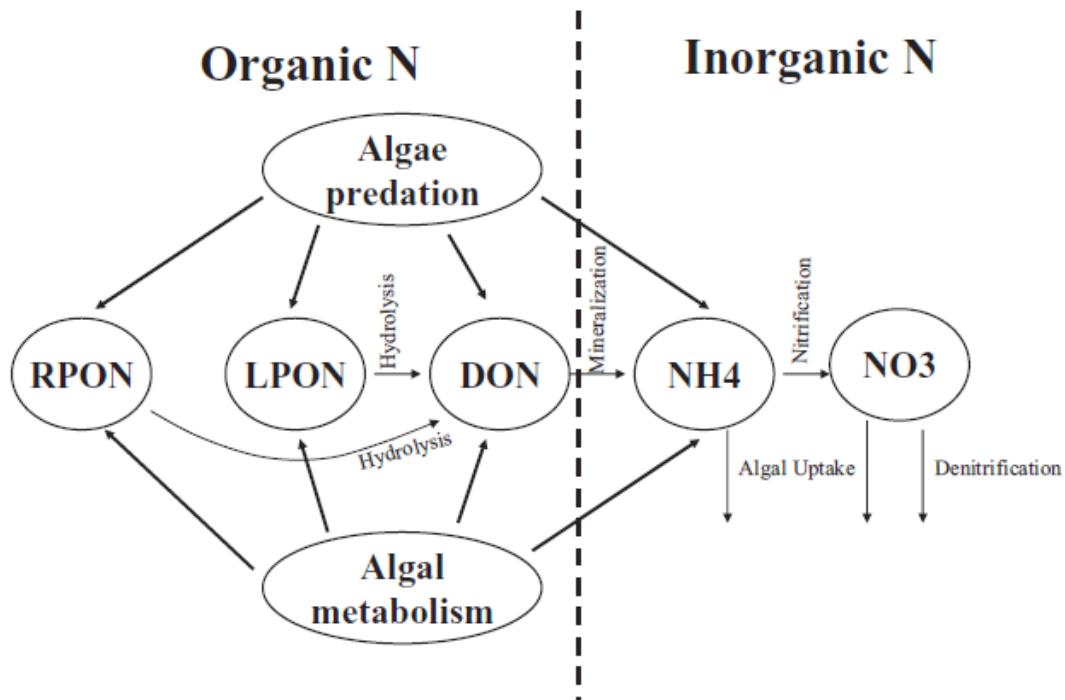 Organic N
Inorganic N
Algae
predation
Hydrolysis
Mineralization
Nitrification
RPON
LPON
DON
NH4
NO3
Hydrolysis
Algal Uptake
Denitrification
Algal
metabolism